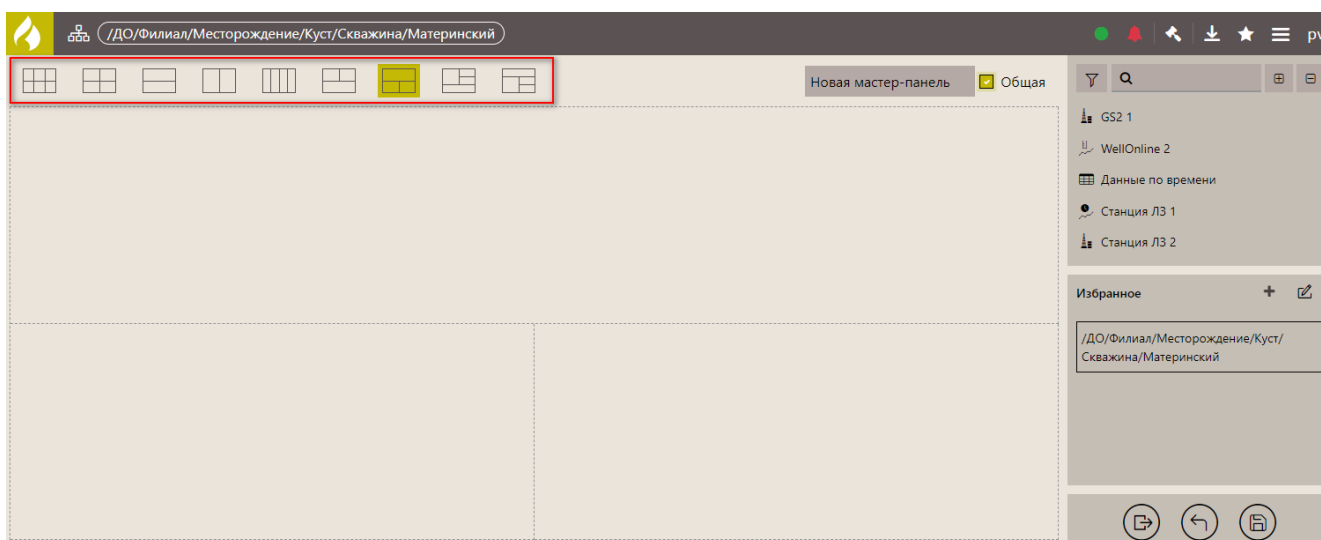 /ДО/Филиал/Месторождение/Куст/Скважина/Материнский
pv
Новая мастер-панель
Общая
GS2 1
WellOnline 2
Данные по времени
Станция ЛЗ 1
Станция ЛЗ 2
Избранное
/ДО/Филиал/Месторождение/Куст/
Скважина/Материнский